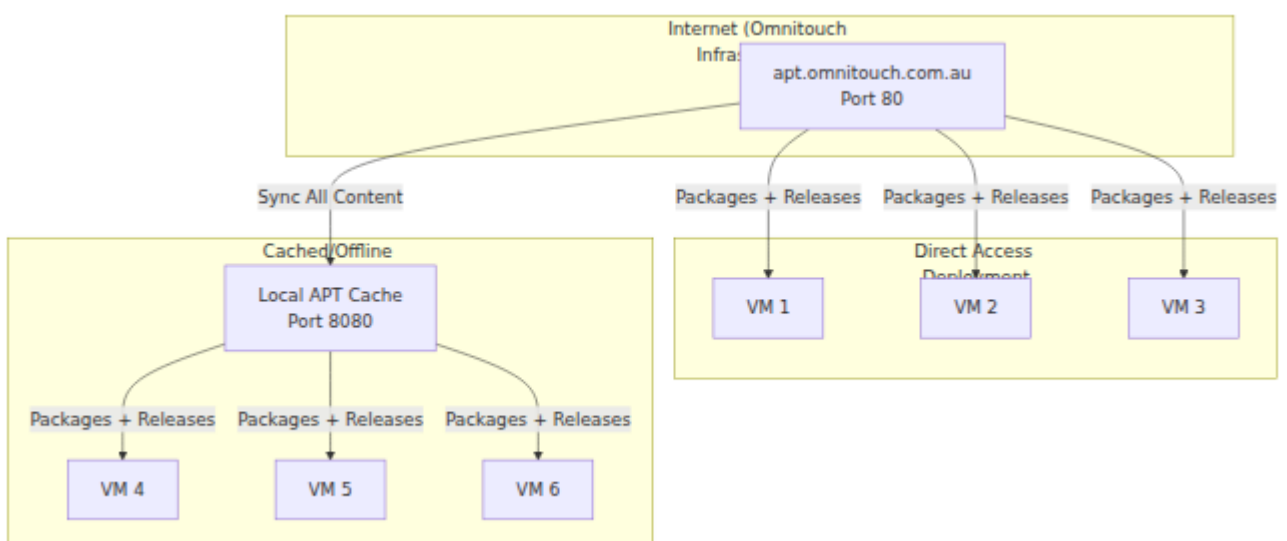 Internet (Omnitouch
apt.omnitouch.com.au
Port 80
Sync All Content
Packages + Releases
Packages + Releases
Packages + Releases
Cached/Offline
Local APT Cache
Port 8080
Direct Access
Deployment
VM 1
VM 2
VM 3
Packages + Releases
Packages + Releases
Packages + Releases
VM 4
VM 5
VM 6